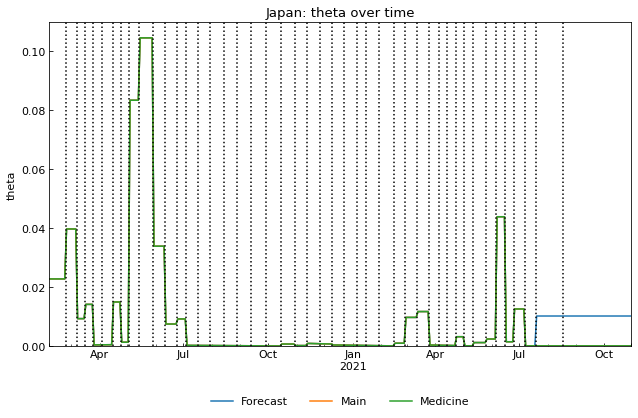 Japan: theta over time
0.10
0.08
0.06
0.04
0.02
0.00
theta
Apr Jul Oct Jan Apr Jul Oct
2021
Forecast Main Medicine